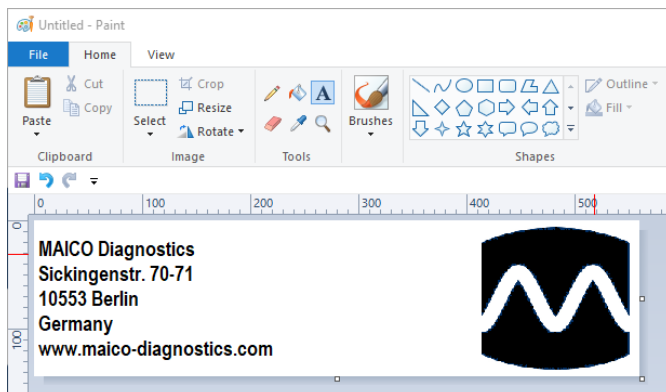 Untitled - Paint
File Home View
Paste
Cut
Copy
Clipboard
Select
Crop
Resize
Rotate
Image
A
Tools
Brushes
Outline
Fill
Shapes
0 100 200 300 400 500
0
100
MAICO Diagnostics
Sickingenstr. 70-71
10553 Berlin
Germany
www.maico-diagnostics.com